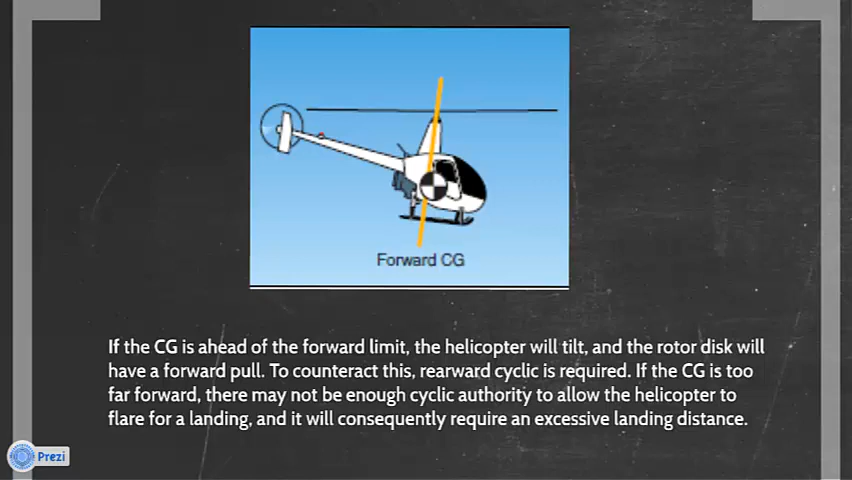 Forward CG
If the CG is ahead of the forward limit, the helicopter will tilt, and the rotor disk will
have a forward pull. To counteract this, rearward cyclic is required. If the CG is too
far forward, there may not be enough cyclic authority to allow the helicopter to
flare for a landing, and it will consequently require an excessive landing distance.
Prezi